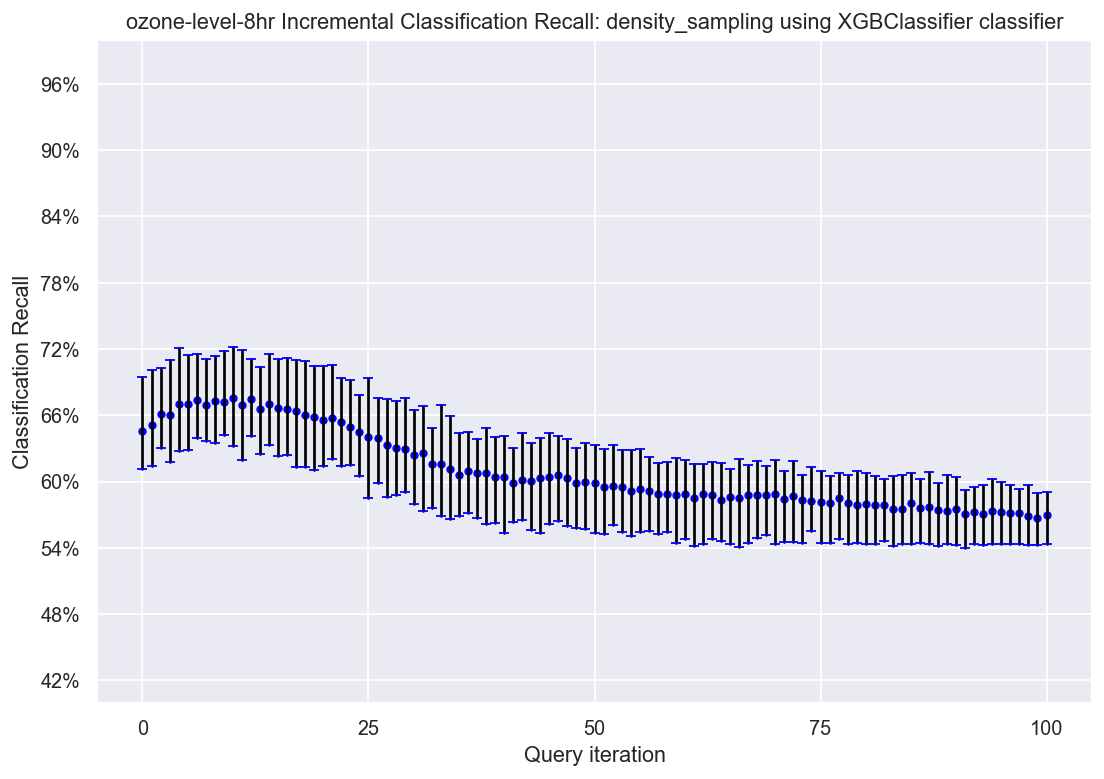 ozone-level-8hr Incremental Classification Recall: density_sampling using XGBClassifier classifier
96%
90%
84%
78%
72%
66%
60%
54%
48%
42%
Classification Recall
0 25 50 75 100
Query iteration